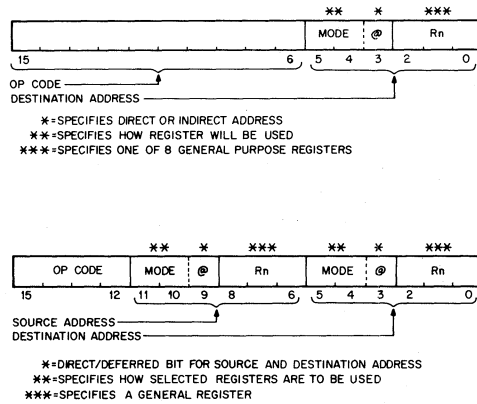 ** * ***
MODE @ Rn
15 6 5 4 3 2 0
OP CODE
DESTINATION ADDRESS
*=SPECIFIES DIRECT OR INDIRECT ADDRESS
**=SPECIFIES HOW REGISTER WILL BE USED
***=SPECIFIES ONE OF 8 GENERAL PURPOSE REGISTERS
** * *** ** * ***
OP CODE MODE @ Rn MODE @ Rn
15 12 11 10 9 8 6 5 4 3 2 0
SOURCE ADDRESS
DESTINATION ADDRESS
*=DIRECT/DEFERRED BIT FOR SOURCE AND DESTINATION ADDRESS
**=SPECIFIES HOW SELECTED REGISTERS ARE TO BE USED
***=SPECIFIES A GENERAL REGISTER